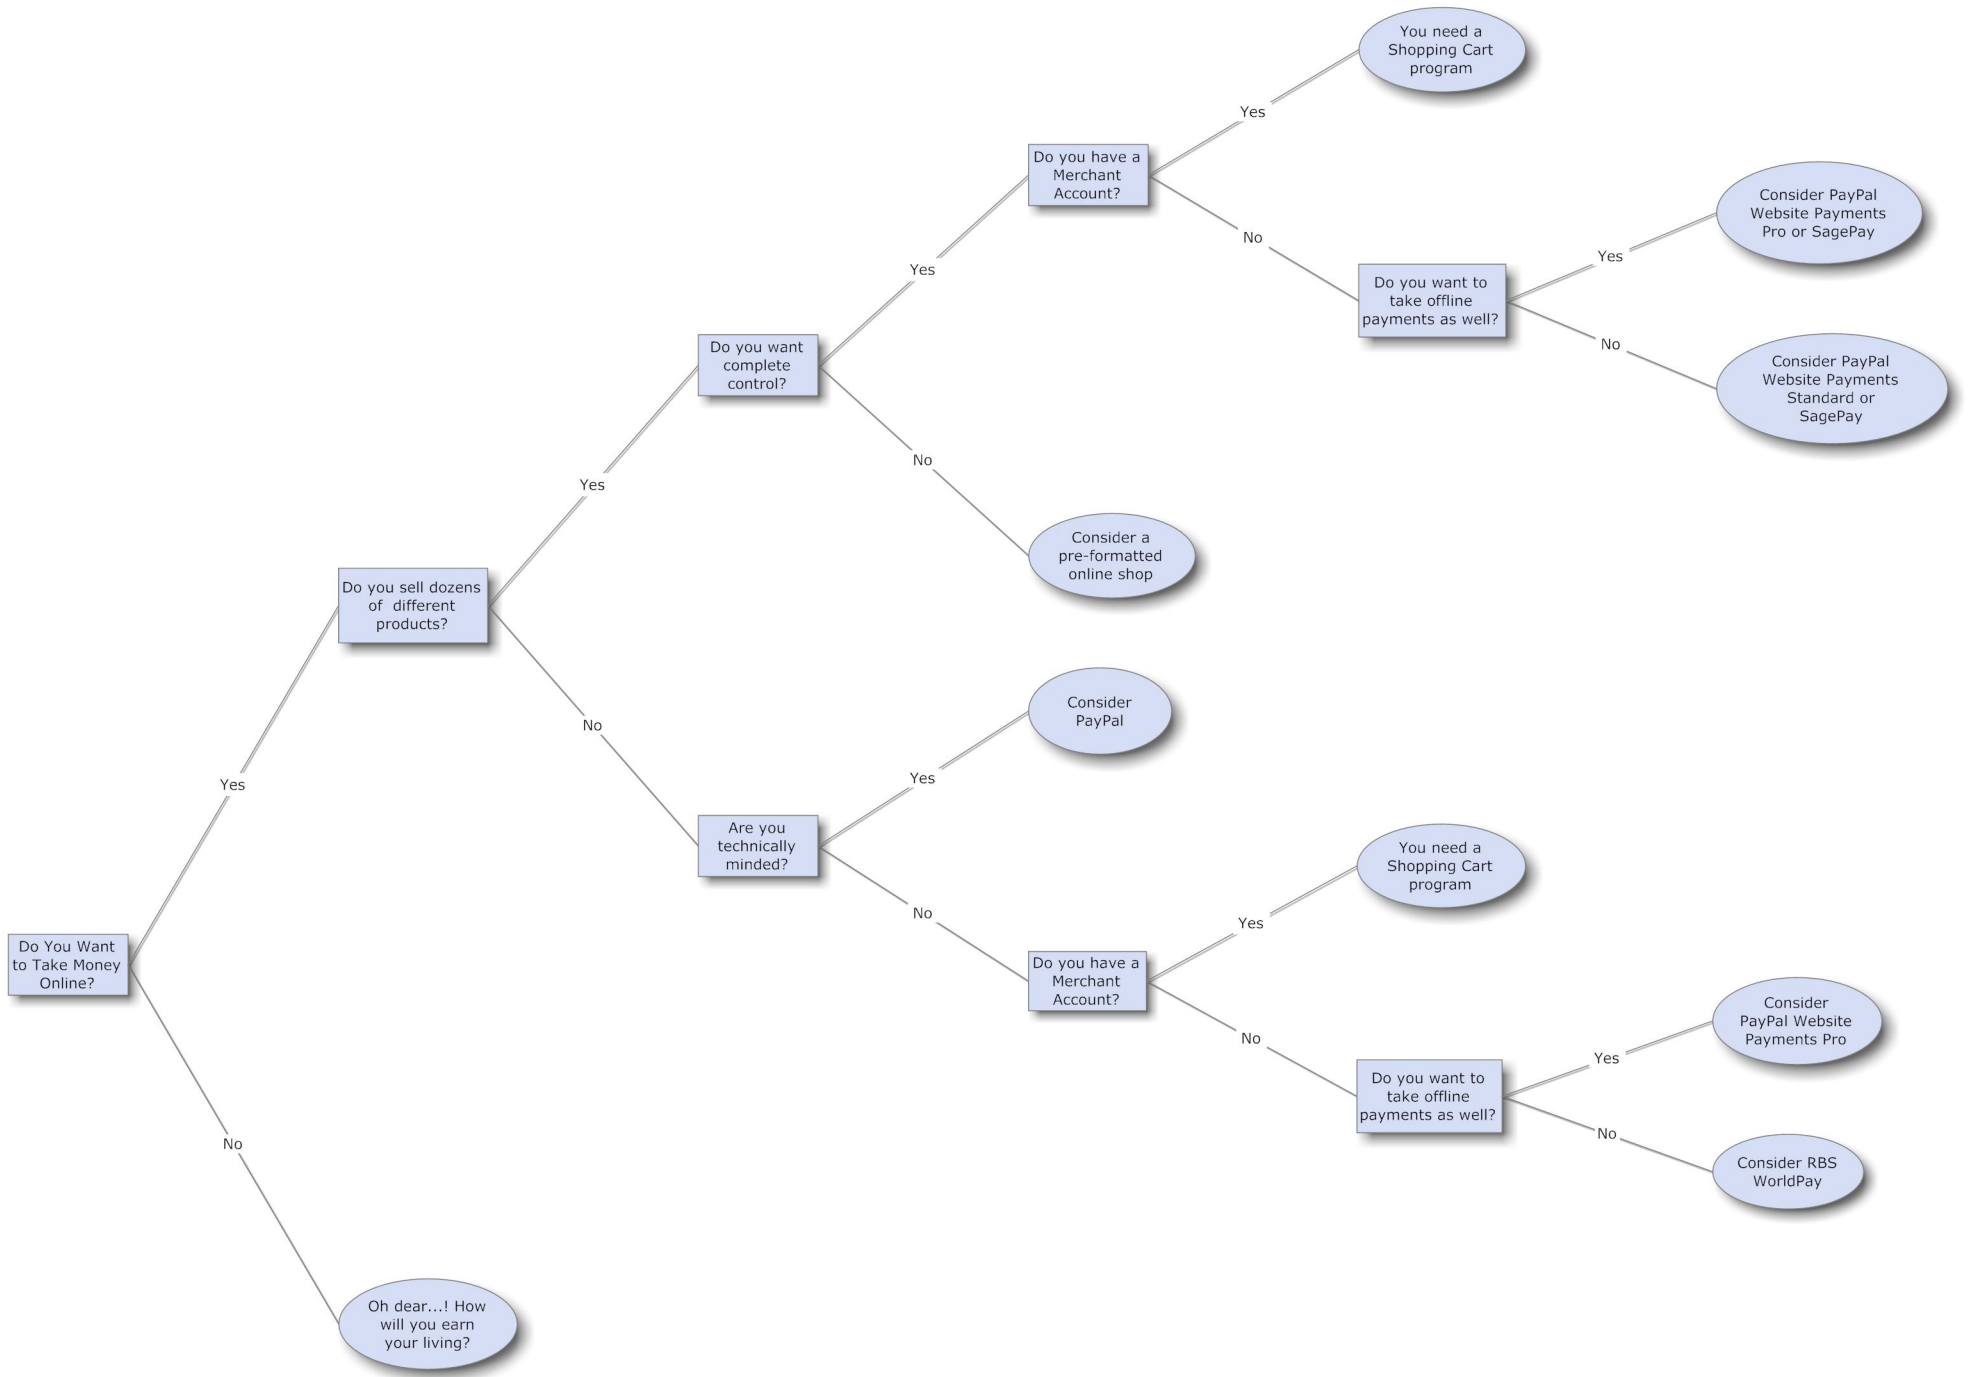 You need a
Shopping Cart
program
Yes
Do you have a
Merchant
Account?
No
Consider PayPal
Website Payments
Pro or SagePay
Yes
Do you want to
take offline
payments as well?
No
Consider PayPal
Website Payments
Standard or
SagePay
Yes
Do you want
complete
control?
No
Consider a
pre-formatted
online shop
Yes
Do you sell dozens
of different
products?
No
Consider
PayPal
Yes
Are you
technically
minded?
No
You need a
Shopping Cart
program
Yes
Do you have a
Merchant
Account?
No
Consider
PayPal Website
Payments Pro
Yes
Do you want to
take offline
payments as well?
No
Consider RBS
WorldPay
Yes
Do You Want
to Take Money
Online?
No
Oh dear...! How
will you earn
your living?